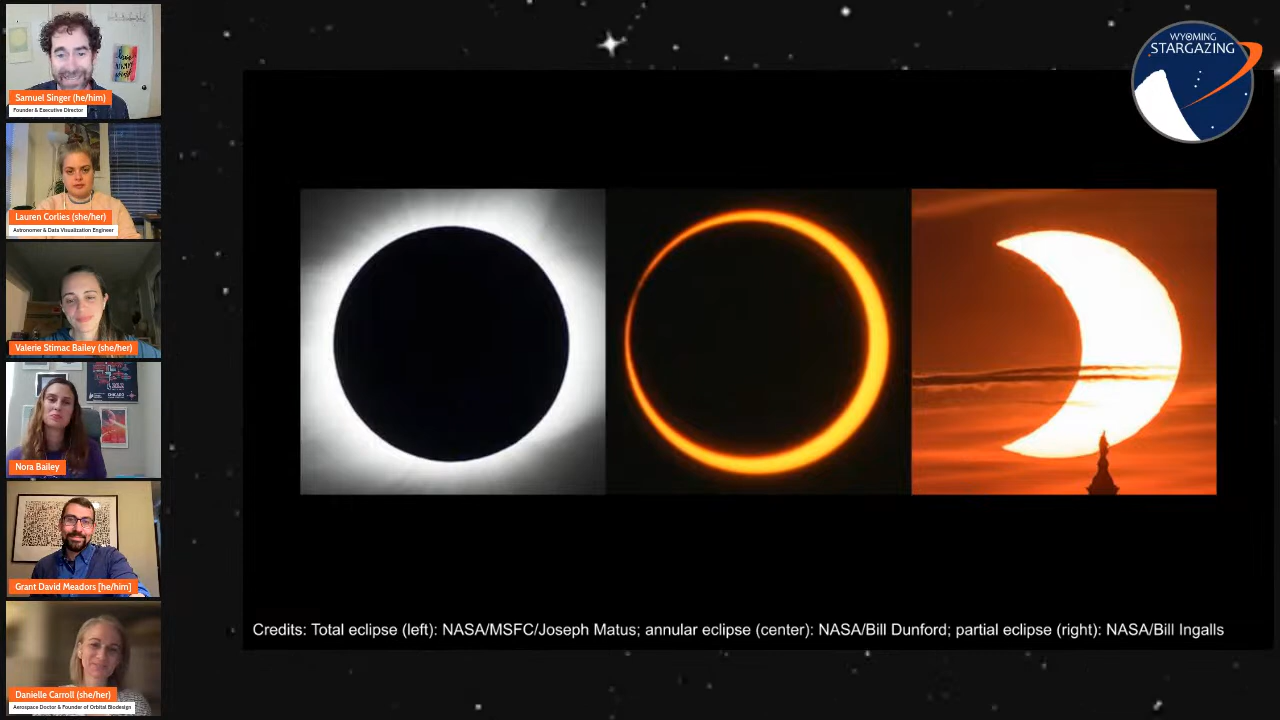 Samuel Singer (he/him)
Founder & Executive Director
Lauren Corlies (she/her)
Astronomer & Data Visualization Engineer
Valerie Stimac Bailey (she/her)
Nora Bailey
CHICAGO
Grant David Meadors [he/him]
Danielle Carroll (she/her)
Aerospace Doctor & Founder of Orbital Biodesign
WYOMING
STARGAZING
Credits: Total eclipse (left): NASA/MSFC/Joseph Matus; annular eclipse (center): NASA/Bill Dunford; partial eclipse (right): NASA/Bill Ingalls